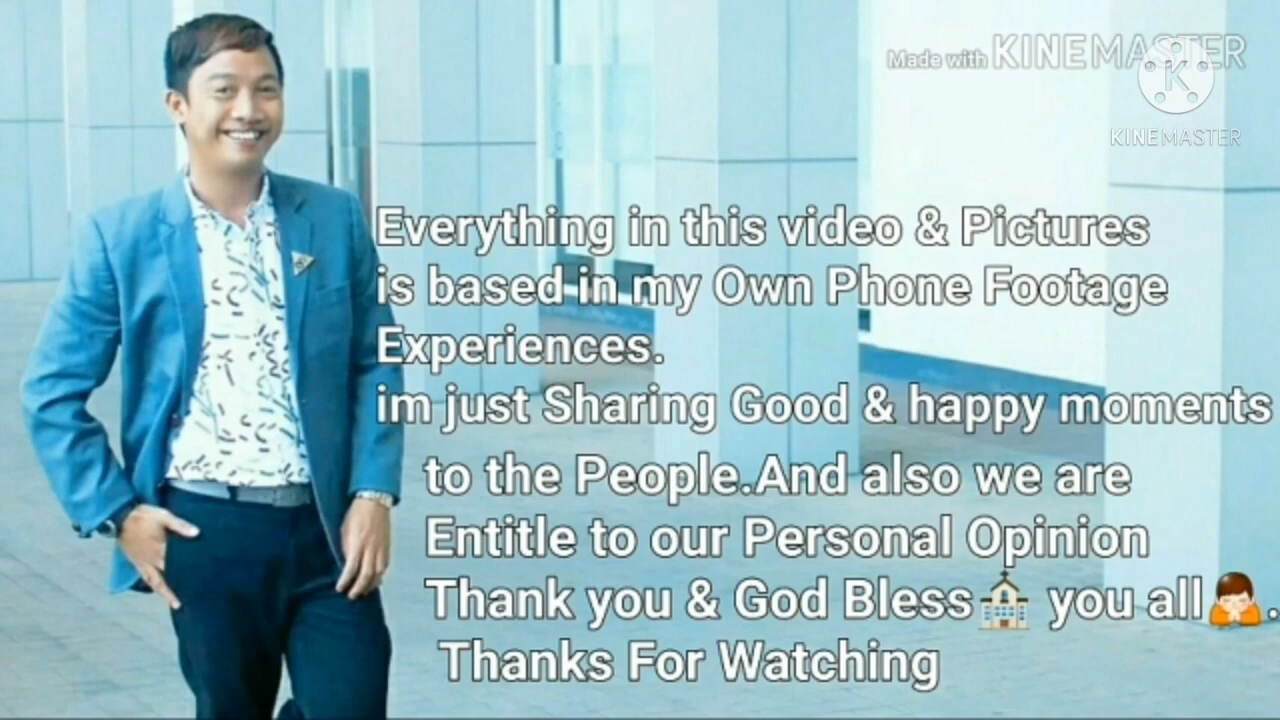 Made with KINEMASTER
K
KINEMASTER
Everything in this video & Pictures
is based in my Own Phone Footage
Experiences.
im just Sharing Good & happy moments
to the People.And also we are
Entitle to our Personal Opinion
Thank you & God Bless⛪ you all🙏.
Thanks For Watching